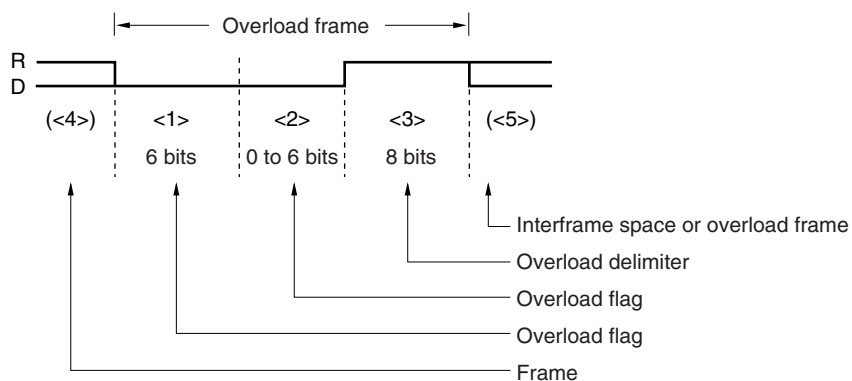 Overload frame
R
D
(<4>) <1> <2> <3> (<5>)
6 bits 0 to 6 bits 8 bits
Interframe space or overload frame
Overload delimiter
Overload flag
Overload flag
Frame